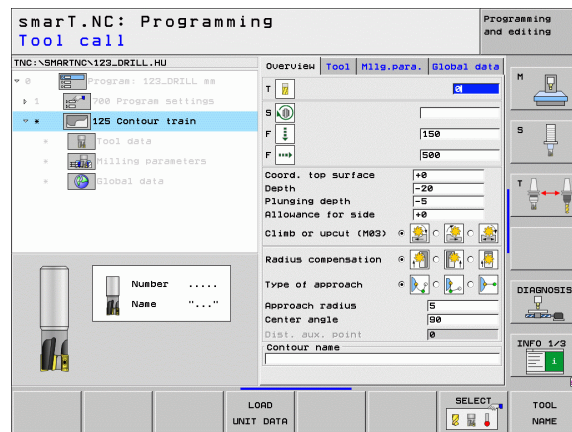 smarT.NC: Programming
Tool call
Programming
and editing
TNC:\SMARTNC\123_DRILL.HU
0 Program: 123_DRILL mm
1 700 Program settings
* 125 Contour train
* Tool data
* Milling parameters
* Global data
Number .....
Name "..."
Overview Tool Mllg.para. Global data
T 0
S
F 150
F 500
Coord. top surface +0
Depth -20
Plunging depth -5
Allowance for side +0
Climb or upcut (M03)
Radius compensation
Type of approach
Approach radius 5
Center angle 90
Dist. aux. point 0
Contour name
M
S
T
DIAGNOSIS
INFO 1/3
LOAD
UNIT DATA
SELECT
TOOL
NAME